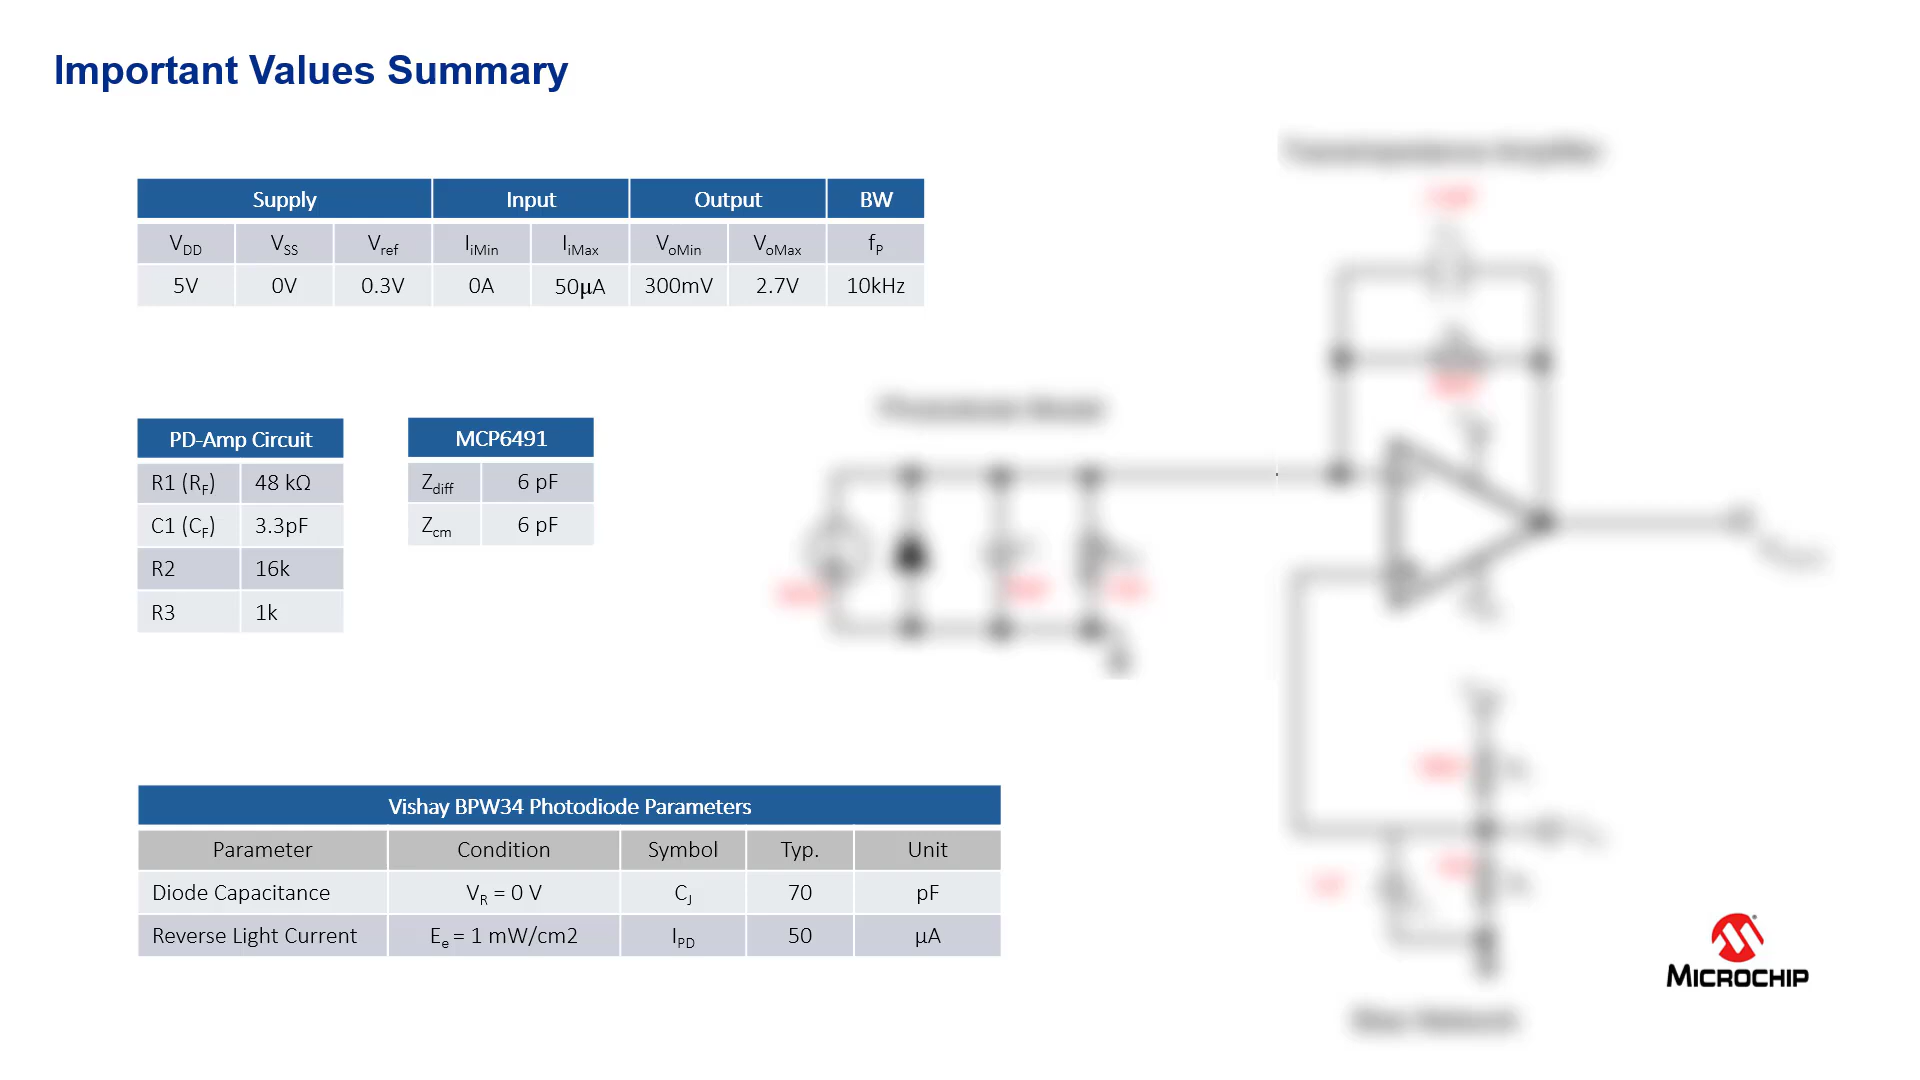 Important Values Summary
Supply Input Output BW
VDD VSS Vref IiMin IiMax VoMin VoMax fP
5V 0V 0.3V 0A 50µA 300mV 2.7V 10kHz
PD-Amp Circuit
R1 (RF) 48 kΩ
C1 (CF) 3.3pF
R2 16k
R3 1k
MCP6491
Zdiff 6 pF
Zcm 6 pF
Vishay BPW34 Photodiode Parameters
Parameter Condition Symbol Typ. Unit
Diode Capacitance VR = 0 V CJ 70 pF
Reverse Light Current Ee = 1 mW/cm2 IPD 50 µA
MICROCHIP